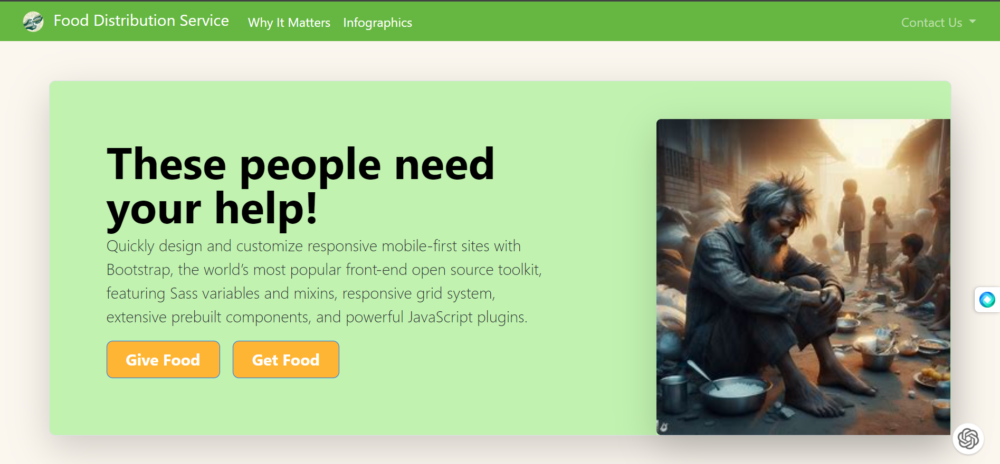 Food Distribution Service Why It Matters Infographics Contact Us
These people need
your help!
Quickly design and customize responsive mobile-first sites with
Bootstrap, the world’s most popular front-end open source toolkit,
featuring Sass variables and mixins, responsive grid system,
extensive prebuilt components, and powerful JavaScript plugins.
Give Food Get Food